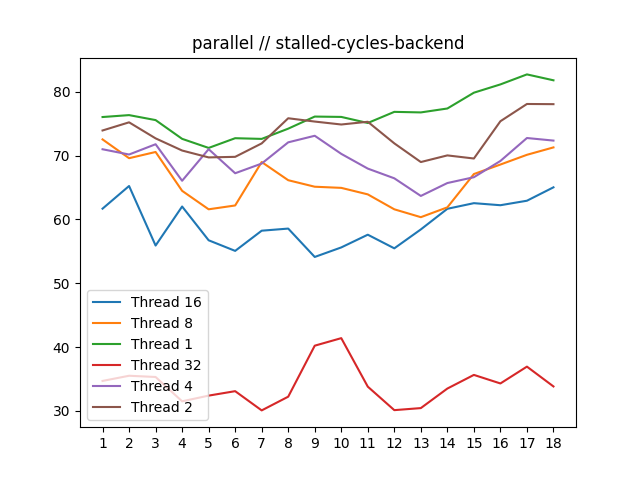 parallel // stalled-cycles-backend
80
70
60
50
40
30
Thread 16
Thread 8
Thread 1
Thread 32
Thread 4
Thread 2
1 2 3 4 5 6 7 8 9 10 11 12 13 14 15 16 17 18